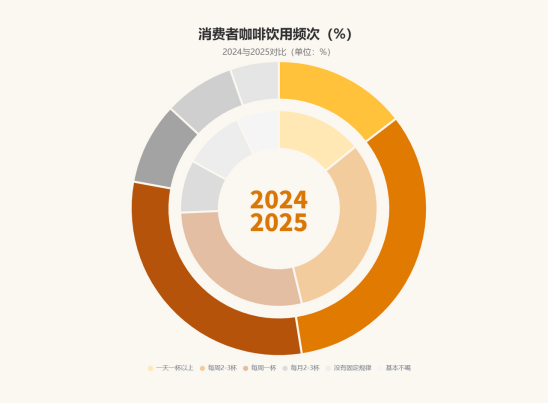 消费者咖啡饮用频次（%）
2024与2025对比（单位：%）
2024
2025
一天一杯以上 每周2-3杯 每周一杯 每月2-3杯 没有固定规律 基本不喝